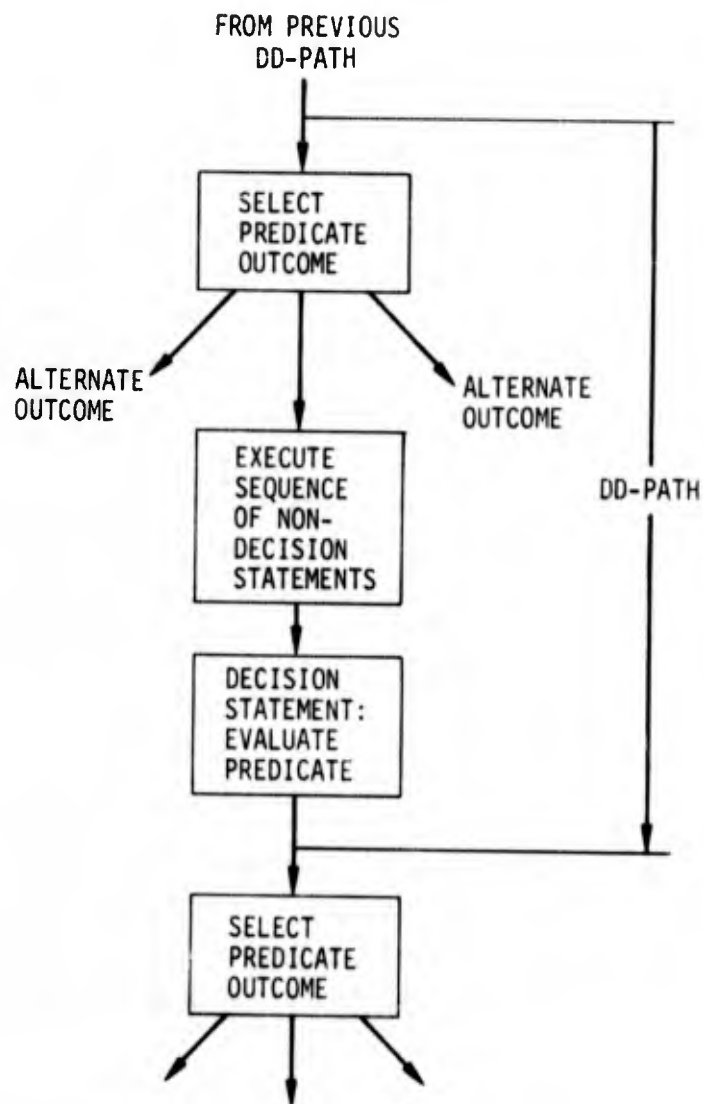 FROM PREVIOUS
DD-PATH
SELECT
PREDICATE
OUTCOME
ALTERNATE
OUTCOME
ALTERNATE
OUTCOME
EXECUTE
SEQUENCE
OF NON-
DECISION
STATEMENTS
DD-PATH
DECISION
STATEMENT:
EVALUATE
PREDICATE
SELECT
PREDICATE
OUTCOME